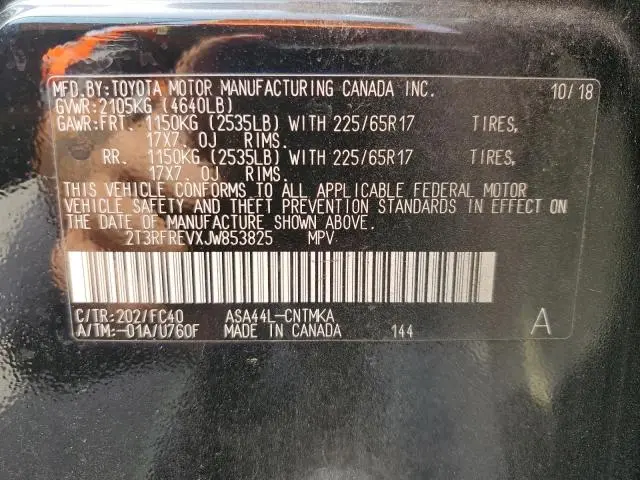 MFD.BY:TOYOTA MOTOR MANUFACTURING CANADA INC. 10/18
GVWR:2105KG (4640LB)
GAWR:FRT. 1150KG (2535LB) WITH 225/65R17 TIRES,
17X7.0J RIMS.
RR. 1150KG (2535LB) WITH 225/65R17 TIRES,
17X7.0J RIMS.
THIS VEHICLE CONFORMS TO ALL APPLICABLE FEDERAL MOTOR
VEHICLE SAFETY AND THEFT PREVENTION STANDARDS IN EFFECT ON
THE DATE OF MANUFACTURE SHOWN ABOVE.
2T3RFREVXJW853825 MPV
C/TR:202/FC40 ASA44L-CNTMKA
A/TM:-01A/U760F MADE IN CANADA 144 A